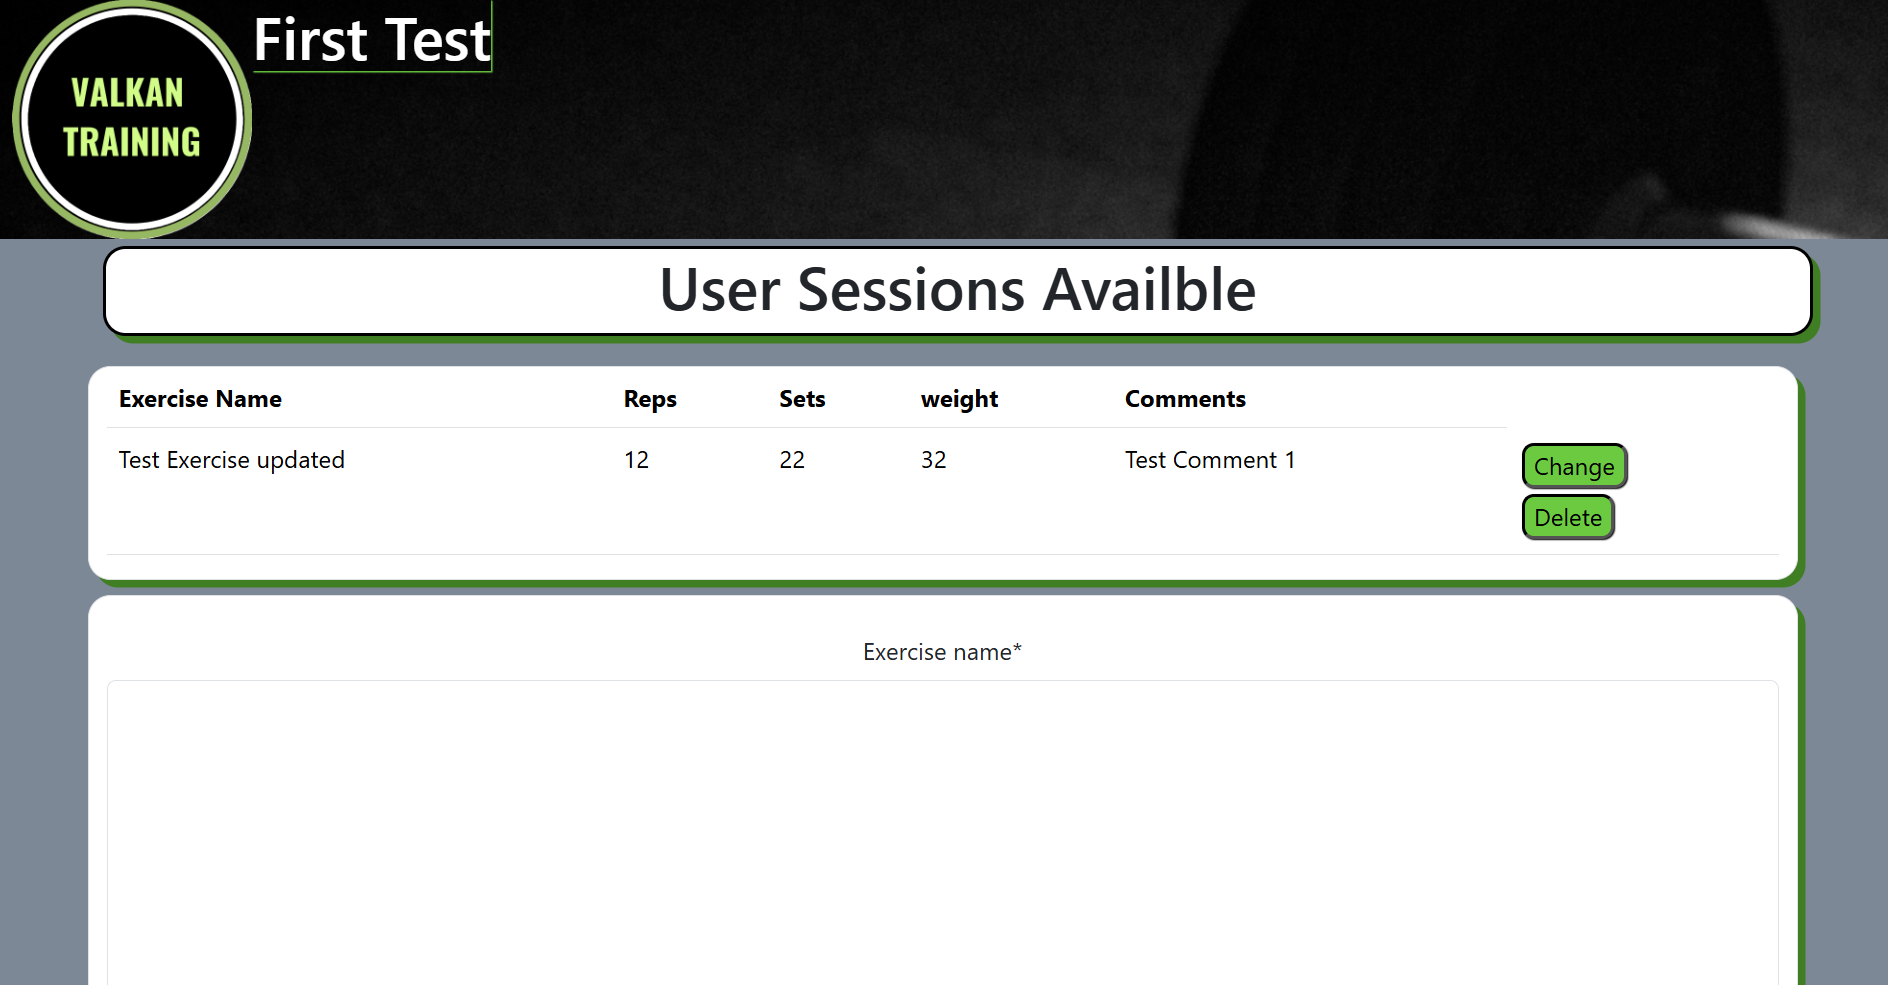 VALKAN
TRAINING
First Test
User Sessions Availble
Exercise Name Reps Sets weight Comments
Test Exercise updated 12 22 32 Test Comment 1 Change
Delete
Exercise name*